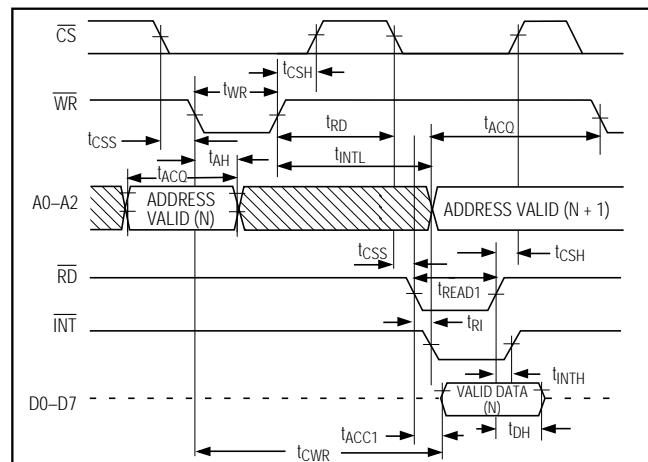 CS
tCSH
tWR
WR
tRD
tACQ
tCSS
tAH
tINTL
tACQ
A0–A2
ADDRESS
VALID (N)
ADDRESS VALID (N + 1)
tCSS
tCSH
RD
tREAD1
tRI
INT
tINTH
VALID DATA
(N)
D0–D7
tACC1
tDH
tCWR